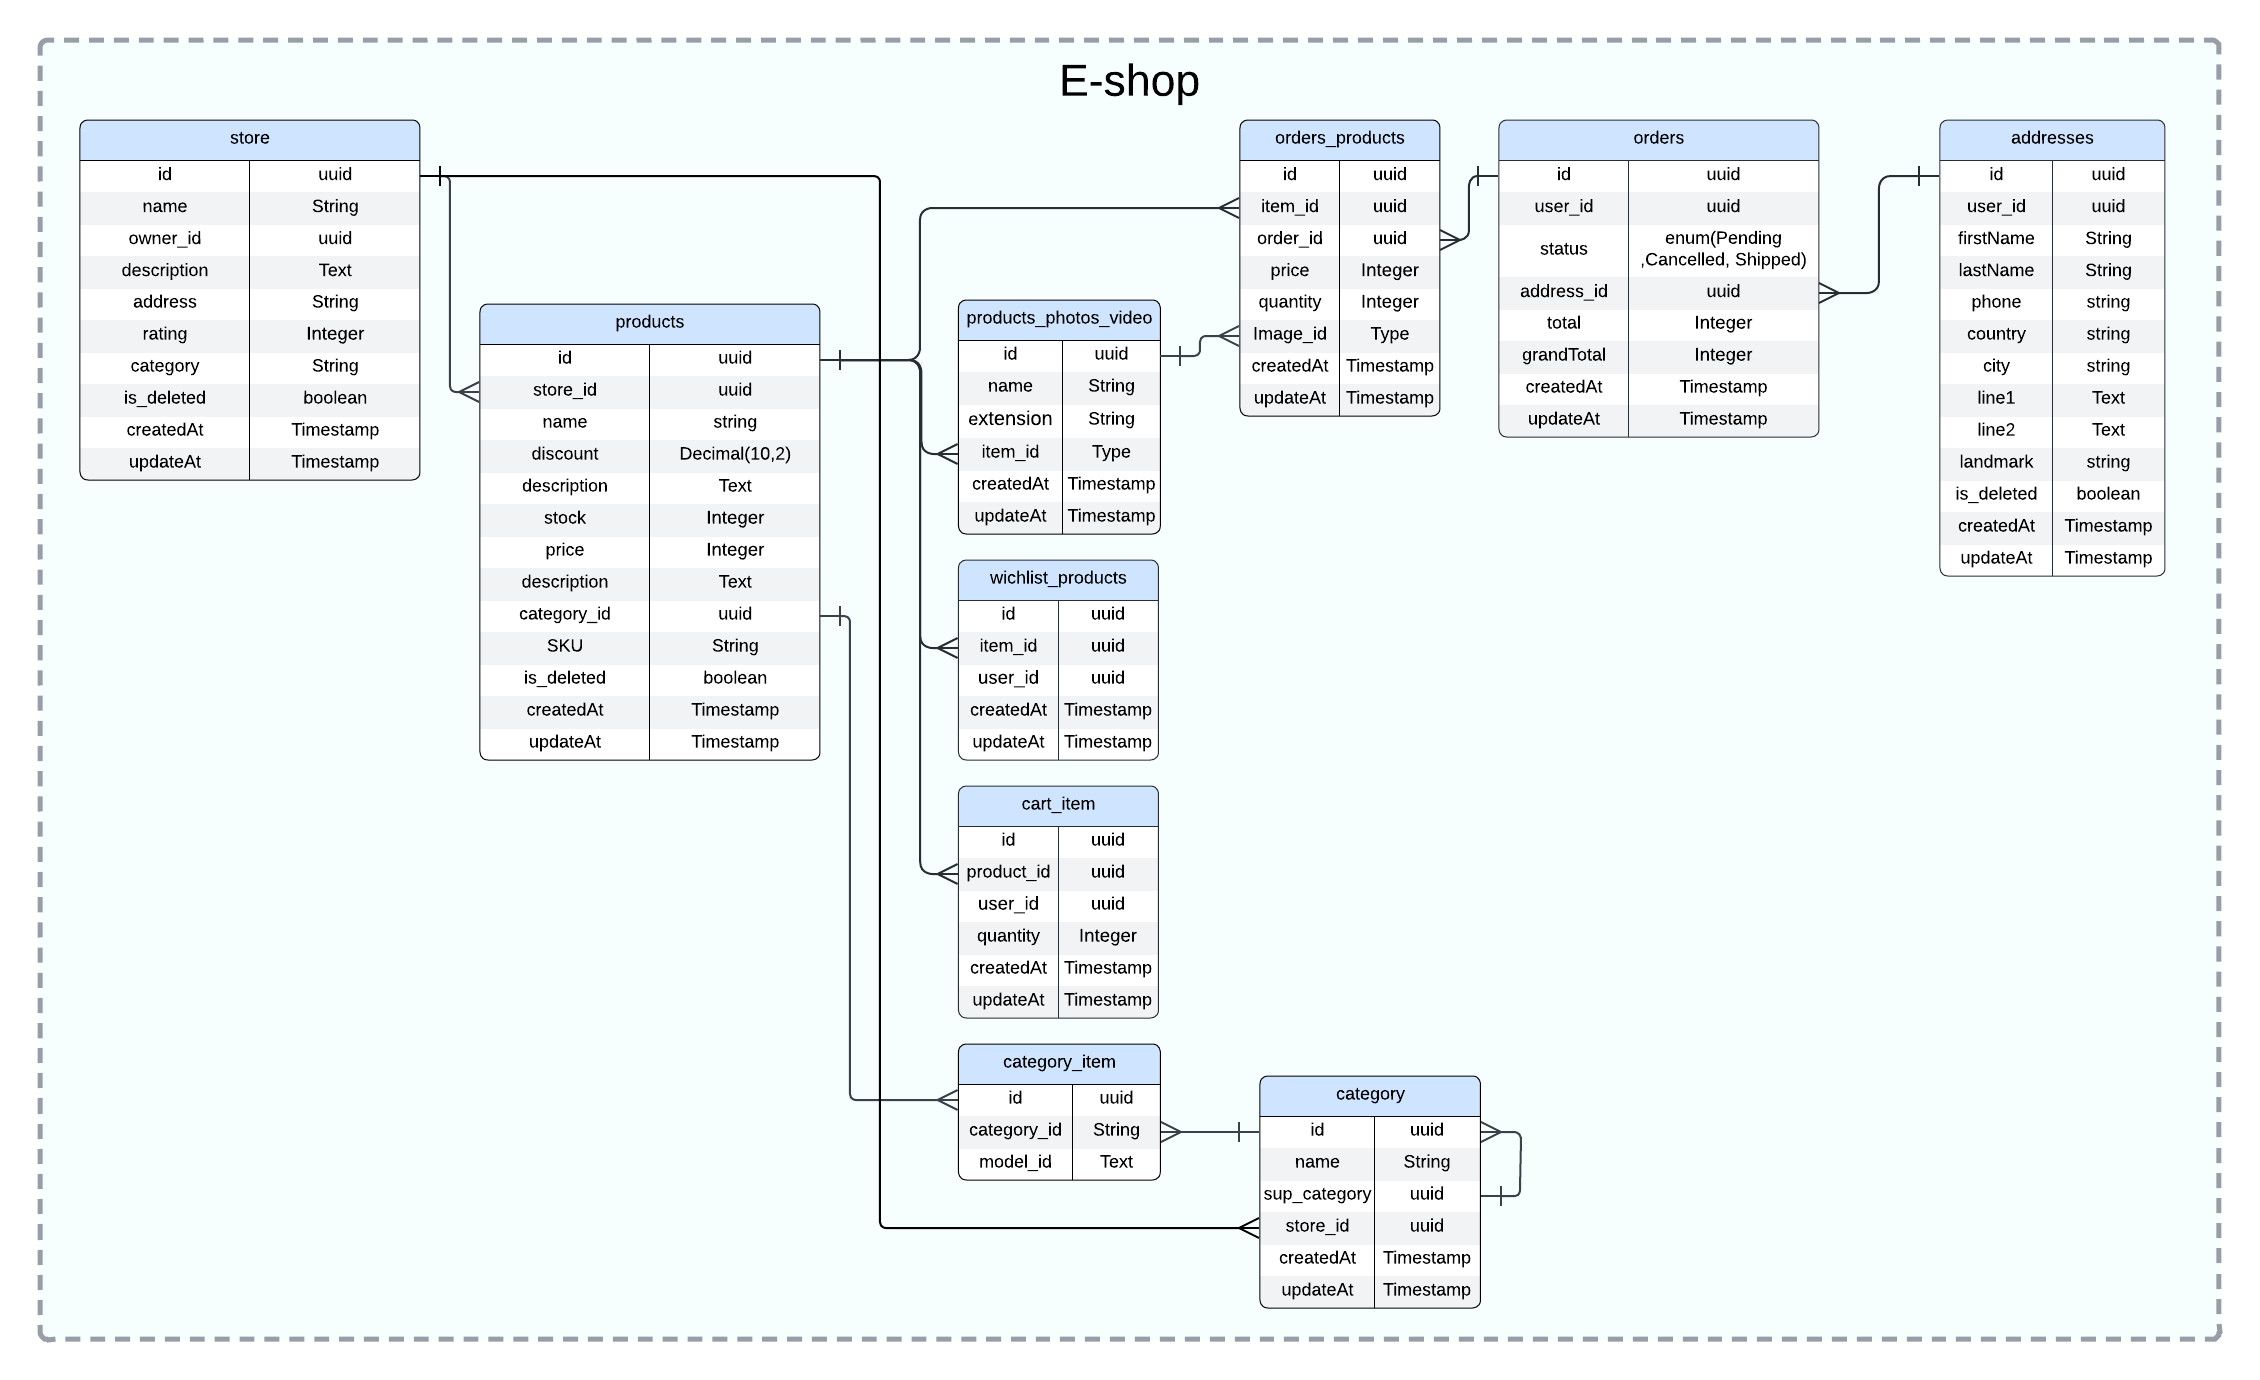 E-shop
store
id uuid
name String
owner_id uuid
description Text
address String
rating Integer
category String
is_deleted boolean
createdAt Timestamp
updateAt Timestamp
products
id uuid
store_id uuid
name string
discount Decimal(10,2)
description Text
stock Integer
price Integer
description Text
category_id uuid
SKU String
is_deleted boolean
createdAt Timestamp
updateAt Timestamp
products_photos_video
id uuid
name String
extension String
item_id Type
createdAt Timestamp
updateAt Timestamp
wichlist_products
id uuid
item_id uuid
user_id uuid
createdAt Timestamp
updateAt Timestamp
cart_item
id uuid
product_id uuid
user_id uuid
quantity Integer
createdAt Timestamp
updateAt Timestamp
category_item
id uuid
category_id String
model_id Text
orders_products
id uuid
item_id uuid
order_id uuid
price Integer
quantity Integer
Image_id Type
createdAt Timestamp
updateAt Timestamp
category
id uuid
name String
sup_category uuid
store_id uuid
createdAt Timestamp
updateAt Timestamp
orders
id uuid
user_id uuid
status enum(Pending
,Cancelled, Shipped)
address_id uuid
total Integer
grandTotal Integer
createdAt Timestamp
updateAt Timestamp
addresses
id uuid
user_id uuid
firstName String
lastName String
phone string
country string
city string
line1 Text
line2 Text
landmark string
is_deleted boolean
createdAt Timestamp
updateAt Timestamp